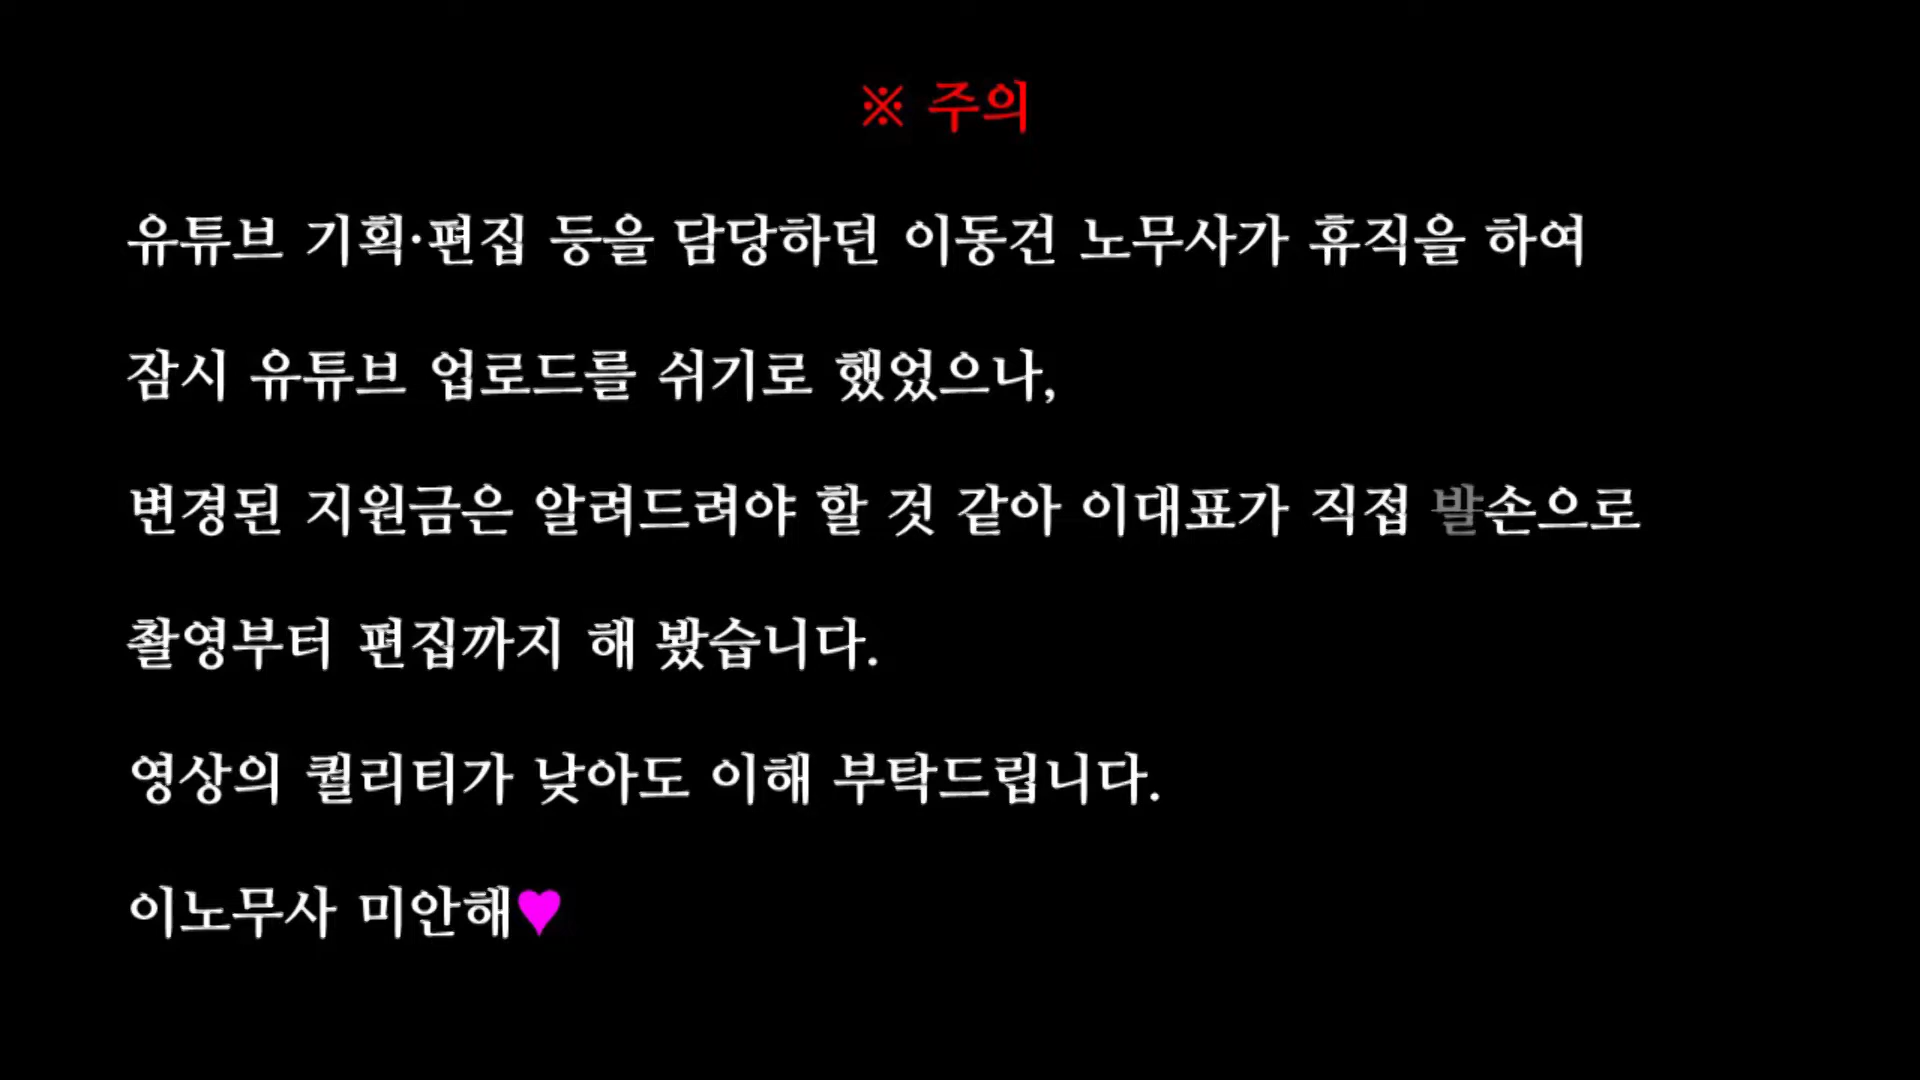 ※ 주의
유튜브 기획·편집 등을 담당하던 이동건 노무사가 휴직을 하여
잠시 유튜브 업로드를 쉬기로 했었으나,
변경된 지원금은 알려드려야 할 것 같아 이대표가 직접 발손으로
촬영부터 편집까지 해 봤습니다.
영상의 퀄리티가 낮아도 이해 부탁드립니다.
이노무사 미안해♥